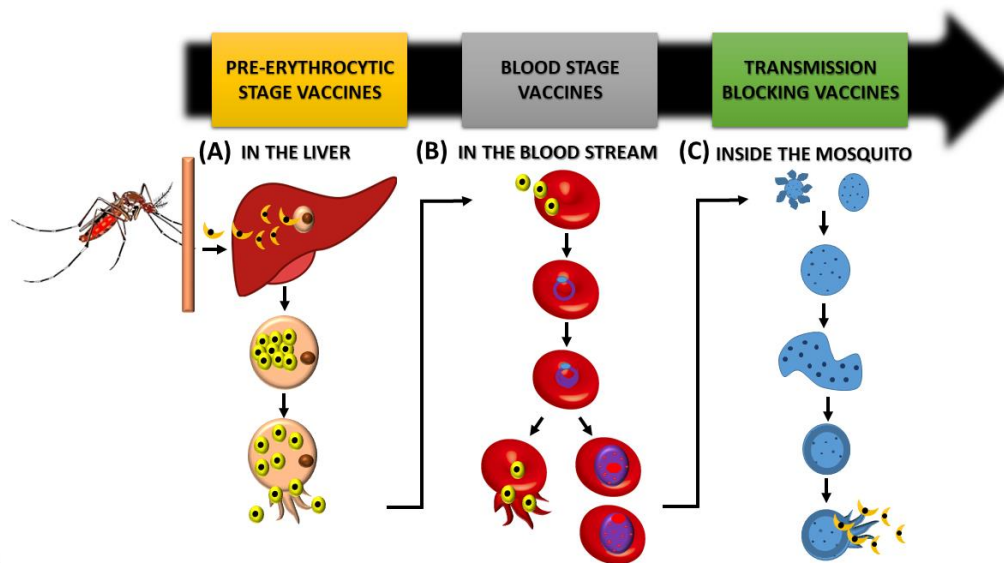 PRE-ERYTHROCYTIC
STAGE VACCINES
BLOOD STAGE
VACCINES
TRANSMISSION
BLOCKING VACCINES
(A) IN THE LIVER
(B) IN THE BLOOD STREAM
(C) INSIDE THE MOSQUITO